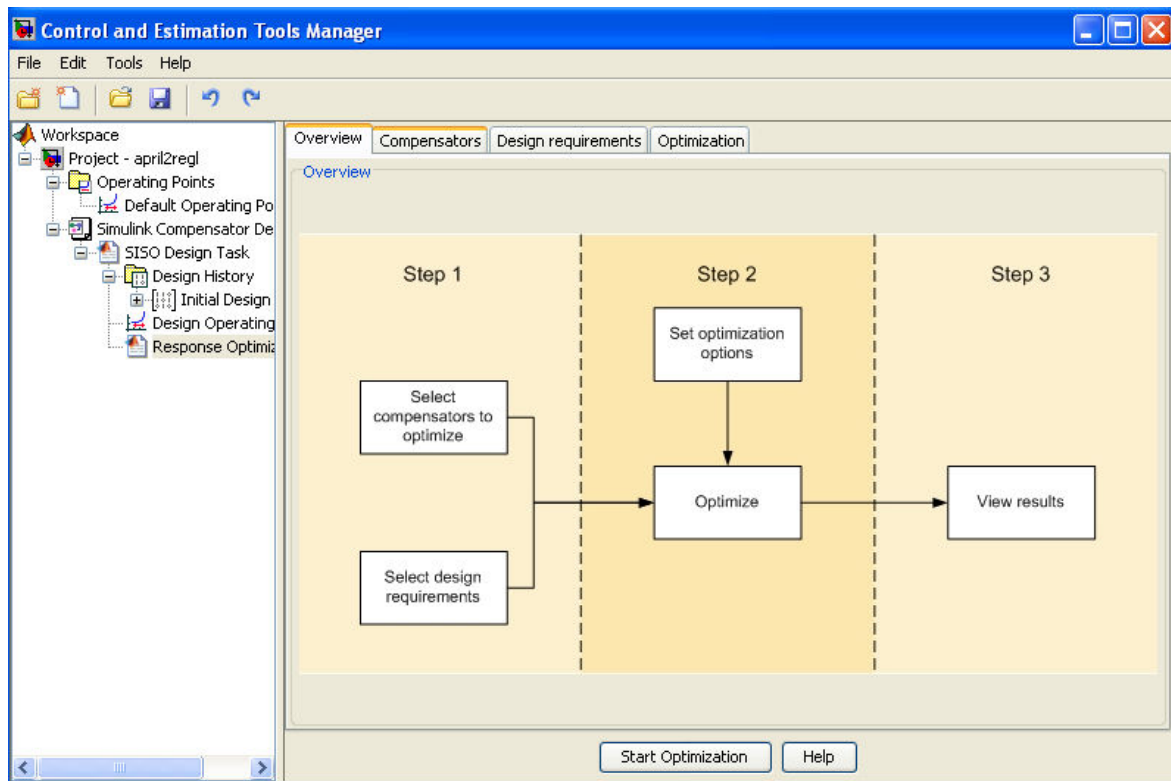 Control and Estimation Tools Manager
File Edit Tools Help
Workspace
Project - april2regl
Operating Points
Default Operating Po
Simulink Compensator De
SISO Design Task
Design History
Initial Design
Design Operating
Response Optimiz
Overview Compensators Design requirements Optimization
Overview
Step 1
Step 2
Step 3
Set optimization
options
Select
compensators to
optimize
Optimize
View results
Select design
requirements
Start Optimization Help